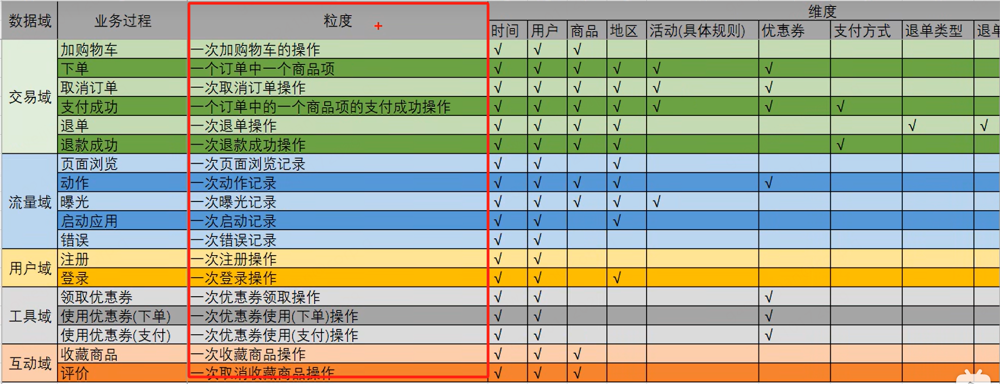 数据域 业务过程 粒度 维度
时间 用户 商品 地区 活动(具体规则) 优惠券 支付方式 退单类型 退单
交易域
加购物车 一次加购物车的操作 √ √ √
下单 一个订单中一个商品项 √ √ √ √ √ √
取消订单 一次取消订单操作 √ √ √ √ √ √
支付成功 一个订单中的一个商品项的支付成功操作 √ √ √ √ √ √ √
退单 一次退单操作 √ √ √ √ √ √
退款成功 一次退款成功操作 √ √ √ √ √
流量域
页面浏览 一次页面浏览记录 √ √ √
动作 一次动作记录 √ √ √ √ √
曝光 一次曝光记录 √ √ √ √ √
启动应用 一次启动记录 √ √ √
错误 一次错误记录 √ √
用户域
注册 一次注册操作 √ √
登录 一次登录操作 √ √ √
工具域
领取优惠券 一次优惠券领取操作 √ √ √
使用优惠券(下单) 一次优惠券使用(下单)操作 √ √ √
使用优惠券(支付) 一次优惠券使用(支付)操作 √ √ √
互动域
收藏商品 一次收藏商品操作 √ √ √
评价 一次取消收藏商品操作 √ √ √